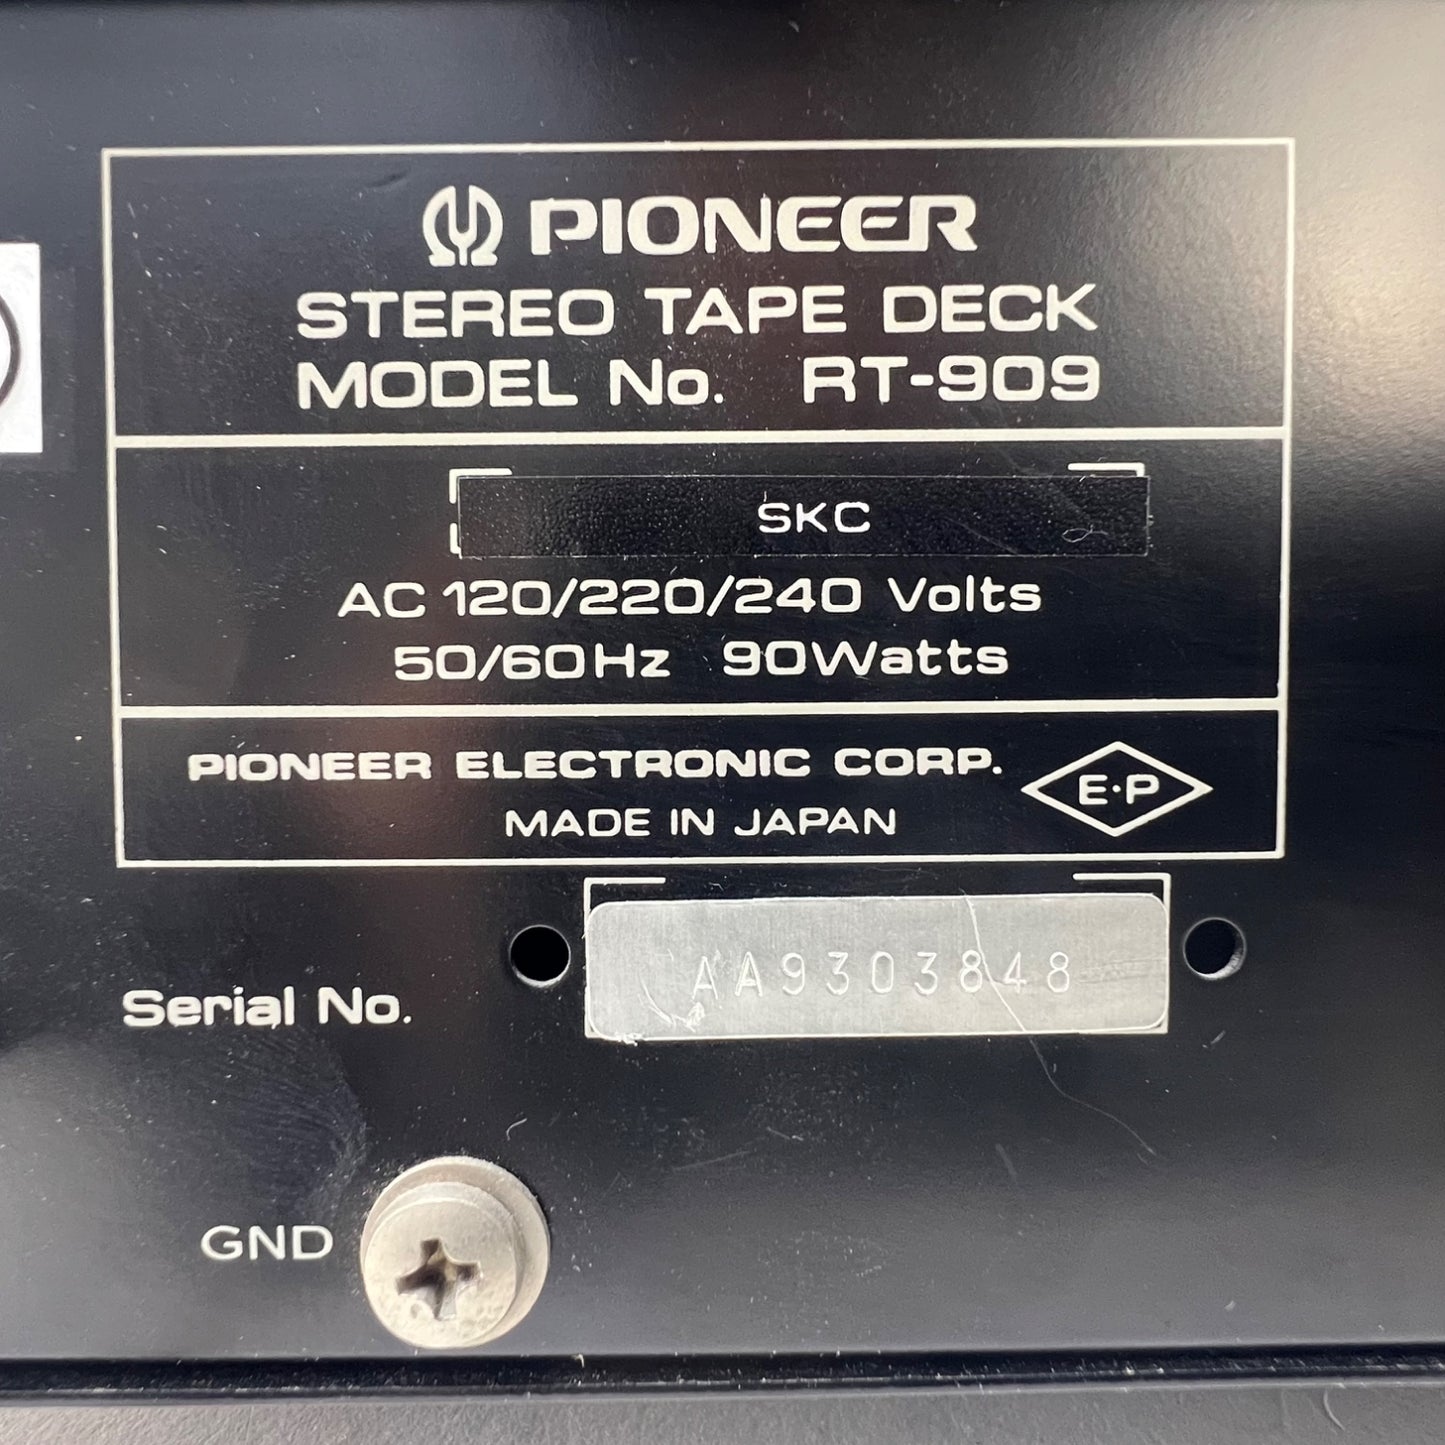 PIONEER
STEREO TAPE DECK
MODEL No. RT-909
SKC
AC 120/220/240 Volts
50/60Hz 90Watts
PIONEER ELECTRONIC CORP.
MADE IN JAPAN
E·P
Serial No. AA9303848
GND